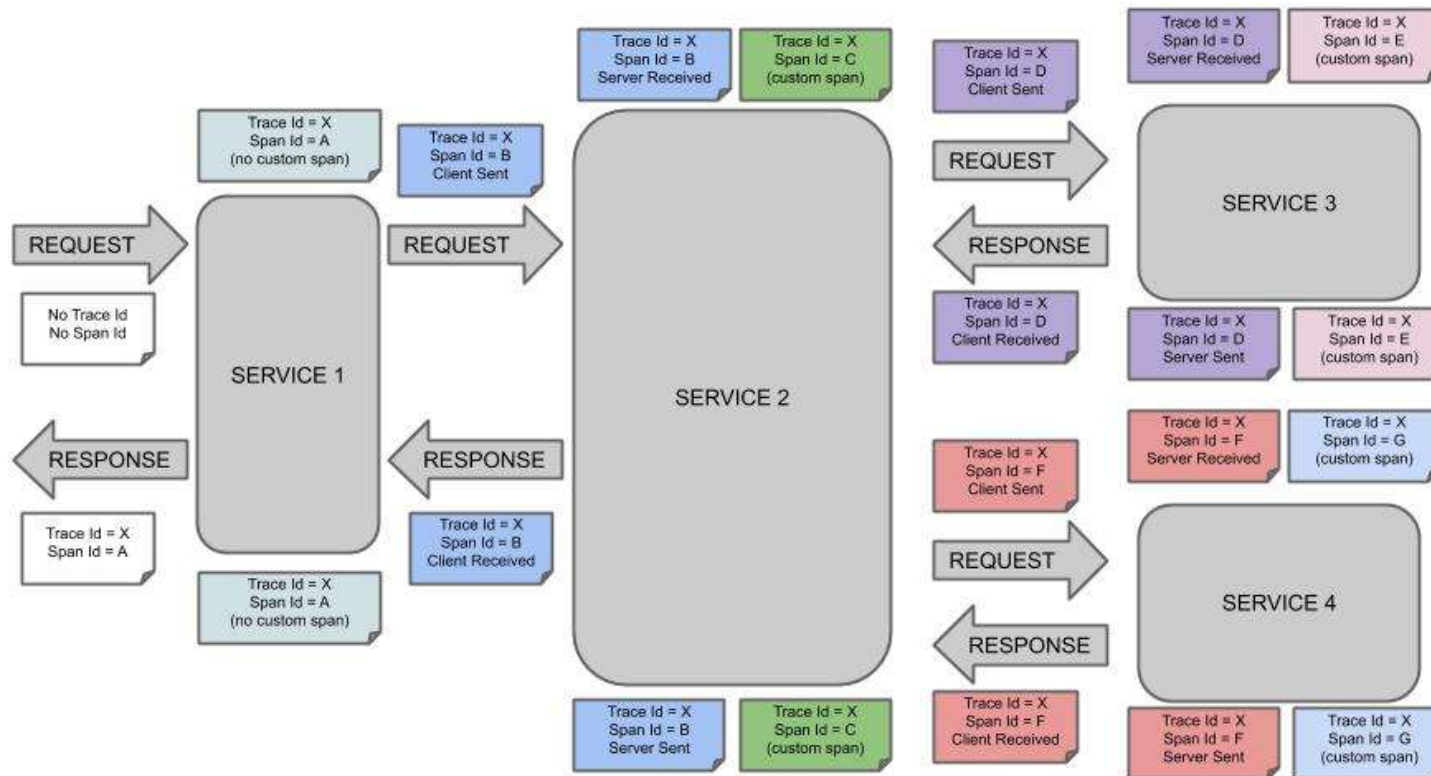 Trace Id = X
Span Id = B
Server Received
Trace Id = X
Span Id = C
(custom span)
Trace Id = X
Span Id = D
Client Sent
Trace Id = X
Span Id = D
Server Received
Trace Id = X
Span Id = E
(custom span)
Trace Id = X
Span Id = A
(no custom span)
Trace Id = X
Span Id = B
Client Sent
REQUEST
REQUEST
REQUEST
SERVICE 3
RESPONSE
No Trace Id
No Span Id
Trace Id = X
Span Id = D
Client Received
Trace Id = X
Span Id = D
Server Sent
Trace Id = X
Span Id = E
(custom span)
SERVICE 1
SERVICE 2
RESPONSE
RESPONSE
Trace Id = X
Span Id = F
Client Sent
Trace Id = X
Span Id = F
Server Received
Trace Id = X
Span Id = G
(custom span)
Trace Id = X
Span Id = A
Trace Id = X
Span Id = B
Client Received
REQUEST
SERVICE 4
Trace Id = X
Span Id = A
(no custom span)
RESPONSE
Trace Id = X
Span Id = B
Server Sent
Trace Id = X
Span Id = C
(custom span)
Trace Id = X
Span Id = F
Client Received
Trace Id = X
Span Id = F
Server Sent
Trace Id = X
Span Id = G
(custom span)